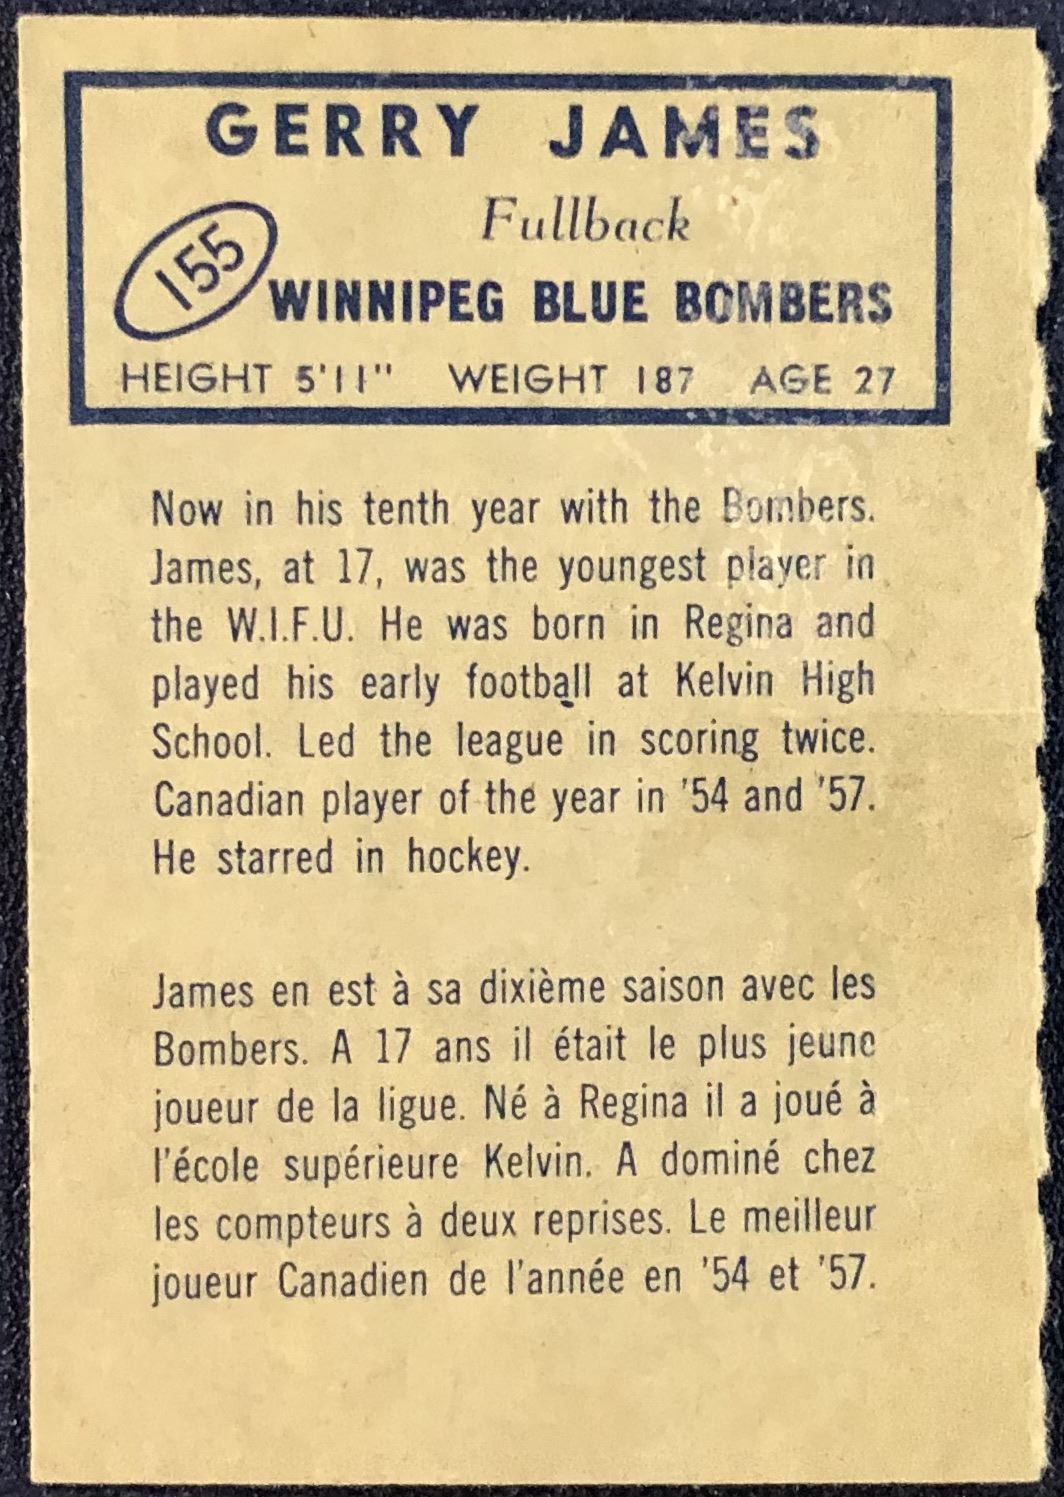 GERRY JAMES
Fullback
155
WINNIPEG BLUE BOMBERS
HEIGHT 5'11" WEIGHT 187 AGE 27
Now in his tenth year with the Bombers.
James, at 17, was the youngest player in
the W.I.F.U. He was born in Regina and
played his early football at Kelvin High
School. Led the league in scoring twice.
Canadian player of the year in '54 and '57.
He starred in hockey.
James en est à sa dixième saison avec les
Bombers. A 17 ans il était le plus jeune
joueur de la ligue. Né à Regina il a joué à
l'école supérieure Kelvin. A dominé chez
les compteurs à deux reprises. Le meilleur
joueur Canadien de l'année en '54 et '57.